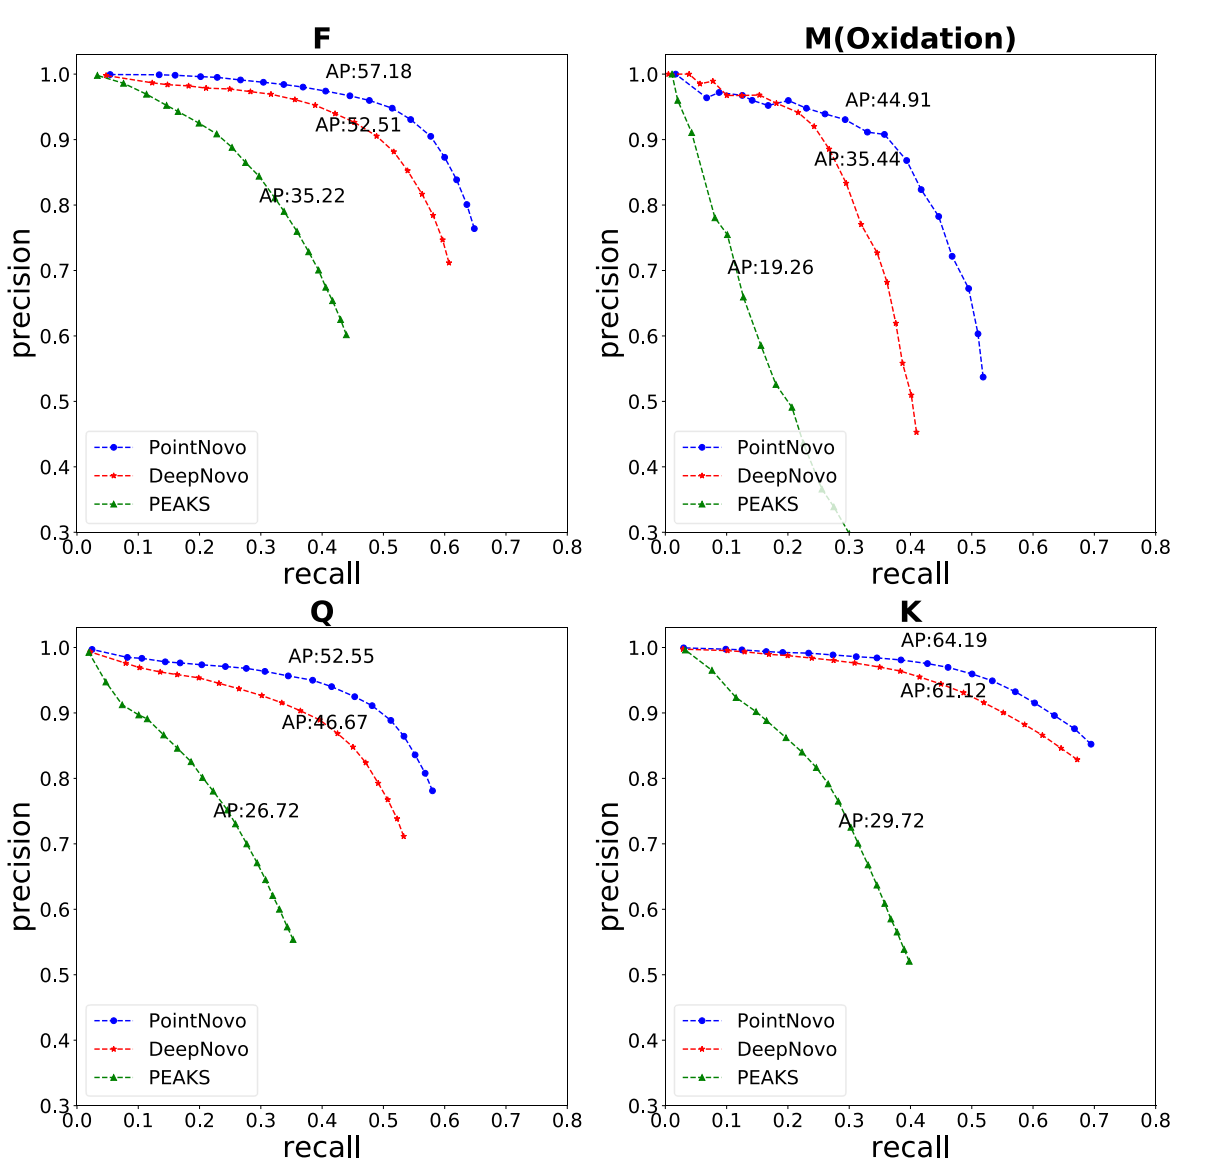 F
precision
1.0
0.9
0.8
0.7
0.6
0.5
0.4
0.3
AP:57.18
AP:52.51
AP:35.22
PointNovo
DeepNovo
PEAKS
0.0 0.1 0.2 0.3 0.4 0.5 0.6 0.7 0.8
recall
M(Oxidation)
precision
1.0
0.9
0.8
0.7
0.6
0.5
0.4
0.3
AP:44.91
AP:35.44
AP:19.26
PointNovo
DeepNovo
PEAKS
0.0 0.1 0.2 0.3 0.4 0.5 0.6 0.7 0.8
recall
Q
precision
1.0
0.9
0.8
0.7
0.6
0.5
0.4
0.3
AP:52.55
AP:46.67
AP:26.72
PointNovo
DeepNovo
PEAKS
0.0 0.1 0.2 0.3 0.4 0.5 0.6 0.7 0.8
recall
K
precision
1.0
0.9
0.8
0.7
0.6
0.5
0.4
0.3
AP:64.19
AP:61.12
AP:29.72
PointNovo
DeepNovo
PEAKS
0.0 0.1 0.2 0.3 0.4 0.5 0.6 0.7 0.8
recall